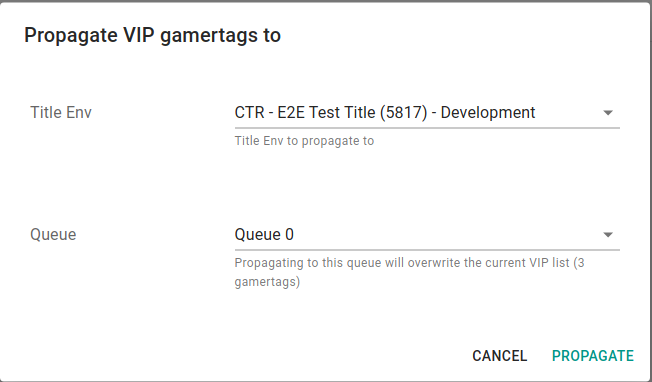 Propagate VIP gamertags to
Title Env
CTR - E2E Test Title (5817) - Development
Title Env to propagate to
Queue
Queue 0
Propagating to this queue will overwrite the current VIP list (3
gamertags)
CANCEL PROPAGATE